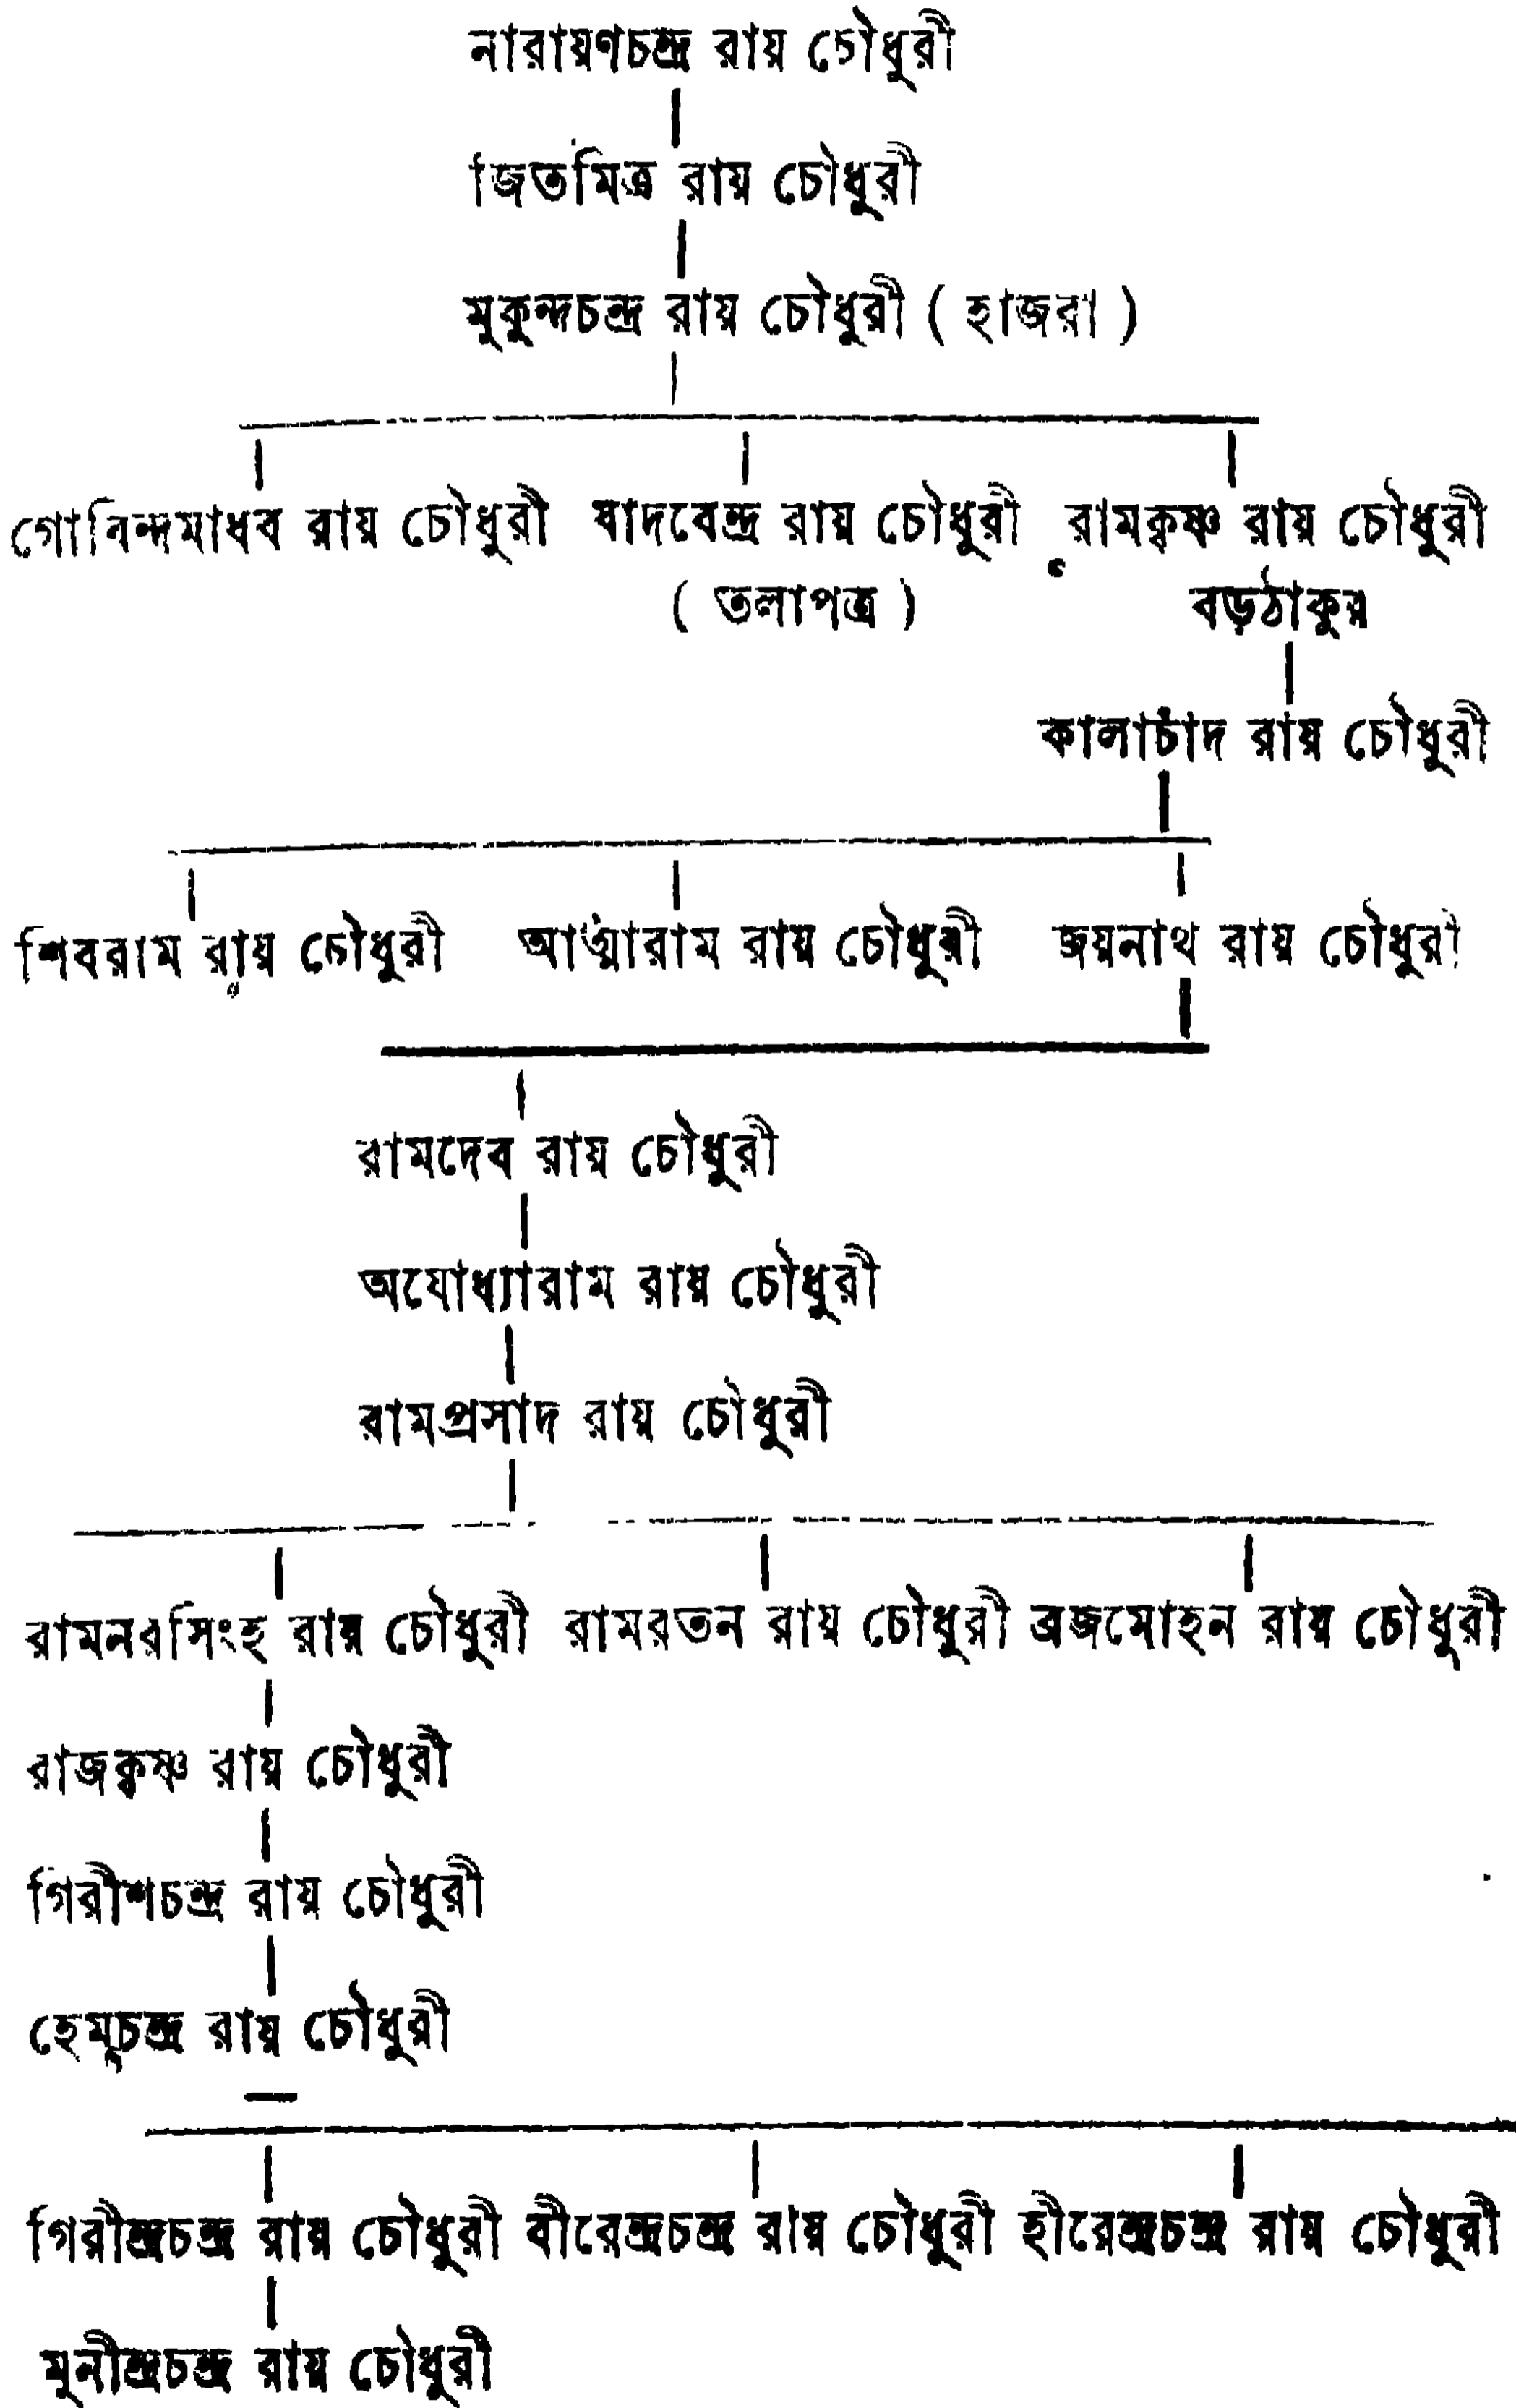 নারায়ণচন্দ্র রায় চৌধুরী
জিতমিত্র রায় চৌধুরী
মুকুন্দচন্দ্র রায় চৌধুরী ( হাজরা )
গোবিন্দমাধব রায় চৌধুরী যাদবেন্দ্র রায় চৌধুরী রামকৃষ্ণ রায় চৌধুরী
( তলাপত্র ) বড়ঠাকুর
কালাচাঁদ রায় চৌধুরী
শিবরাম রায় চৌধুরী আত্মারাম রায় চৌধুরী জয়নাথ রায় চৌধুরী
রামদেব রায় চৌধুরী
অযোধ্যারাম রায় চৌধুরী
রামপ্রসাদ রায় চৌধুরী
রামনরসিংহ রায় চৌধুরী রামরতন রায় চৌধুরী ব্রজমোহন রায় চৌধুরী
রাজকৃষ্ণ রায় চৌধুরী
গিরীশচন্দ্র রায় চৌধুরী
হেমচন্দ্র রায় চৌধুরী
গিরীন্দ্রচন্দ্র রায় চৌধুরী বীরেন্দ্রচন্দ্র রায় চৌধুরী হীরেন্দ্রচন্দ্র রায় চৌধুরী
মুনীন্দ্রচন্দ্র রায় চৌধুরী